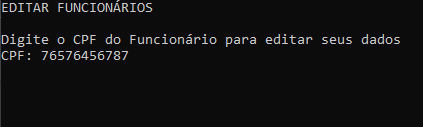 EDITAR FUNCIONÁRIOS
Digite o CPF do Funcionário para editar seus dados
CPF: 76576456787